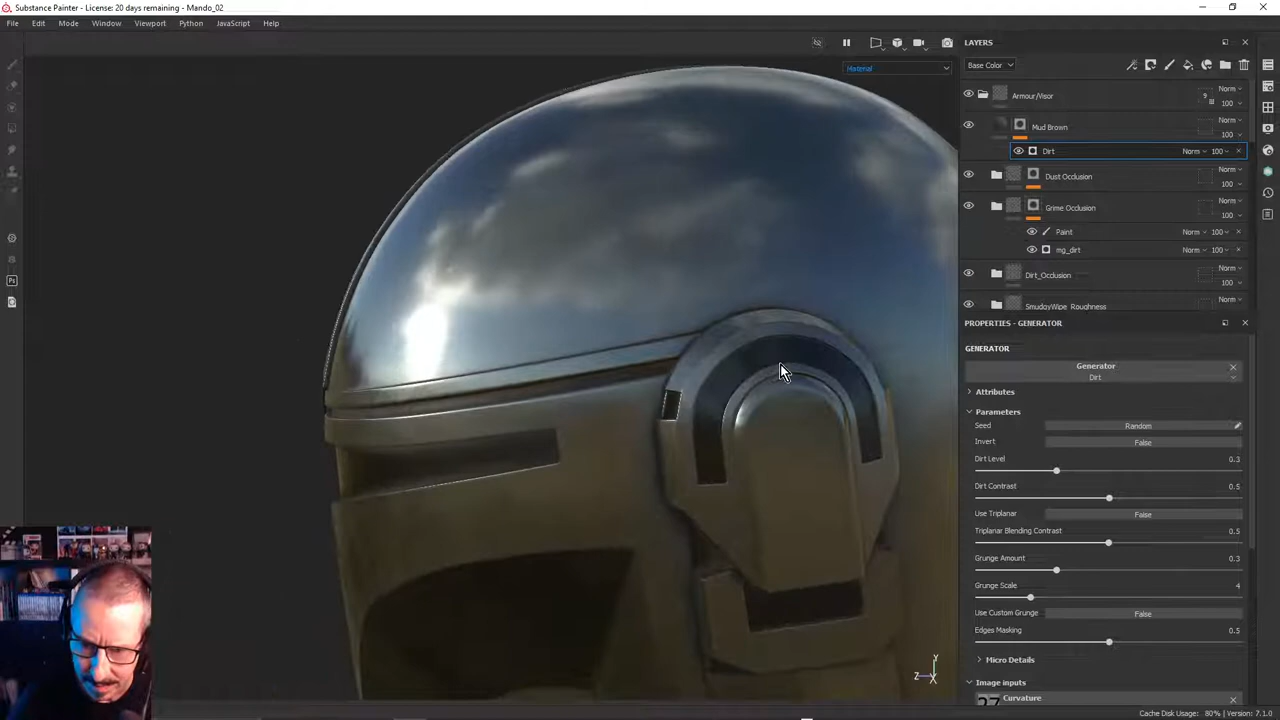 Substance Painter - License: 20 days remaining - Mando_02
File Edit Mode Window Viewport Python JavaScript Help
Material
LAYERS
Base Color
Armour/Visor
Norm
9
100
Mud Brown
Norm
100
Dirt Norm 100
Dust Occlusion
Norm
100
Grime Occlusion
Norm
100
Paint Norm 100
mg_dirt Norm 100
Dirt_Occlusion
Norm
100
SmudgyWipe_Roughness
Norm
PROPERTIES - GENERATOR
GENERATOR
Generator
Dirt
Attributes
Parameters
Seed Random
Invert False
Dirt Level 0.3
Dirt Contrast 0.5
Use Triplanar False
Triplanar Blending Contrast 0.5
Grunge Amount 0.3
Grunge Scale 4
Use Custom Grunge False
Edges Masking 0.5
Micro Details
Image inputs
Curvature
Ps
Y
Z X
Cache Disk Usage: 80% | Version: 7.1.0